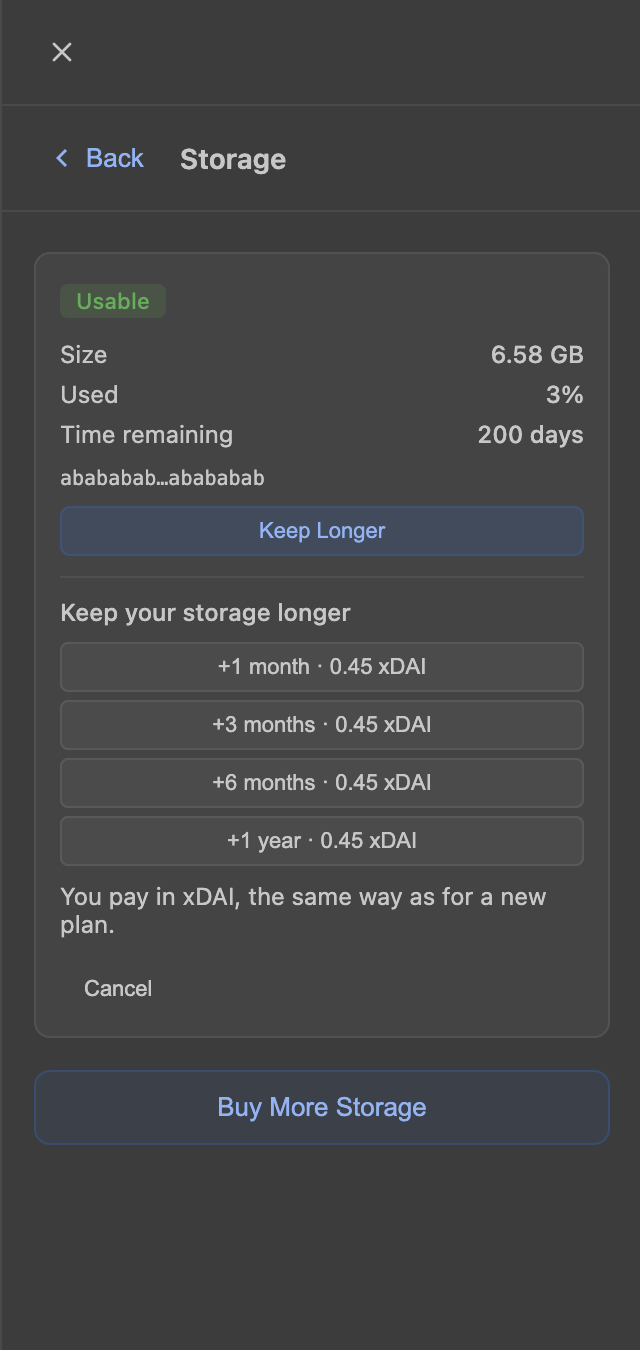 Back Storage
Usable
Size 6.58 GB
Used 3%
Time remaining 200 days
abababab…abababab
Keep Longer
Keep your storage longer
+1 month · 0.45 xDAI
+3 months · 0.45 xDAI
+6 months · 0.45 xDAI
+1 year · 0.45 xDAI
You pay in xDAI, the same way as for a new
plan.
Cancel
Buy More Storage